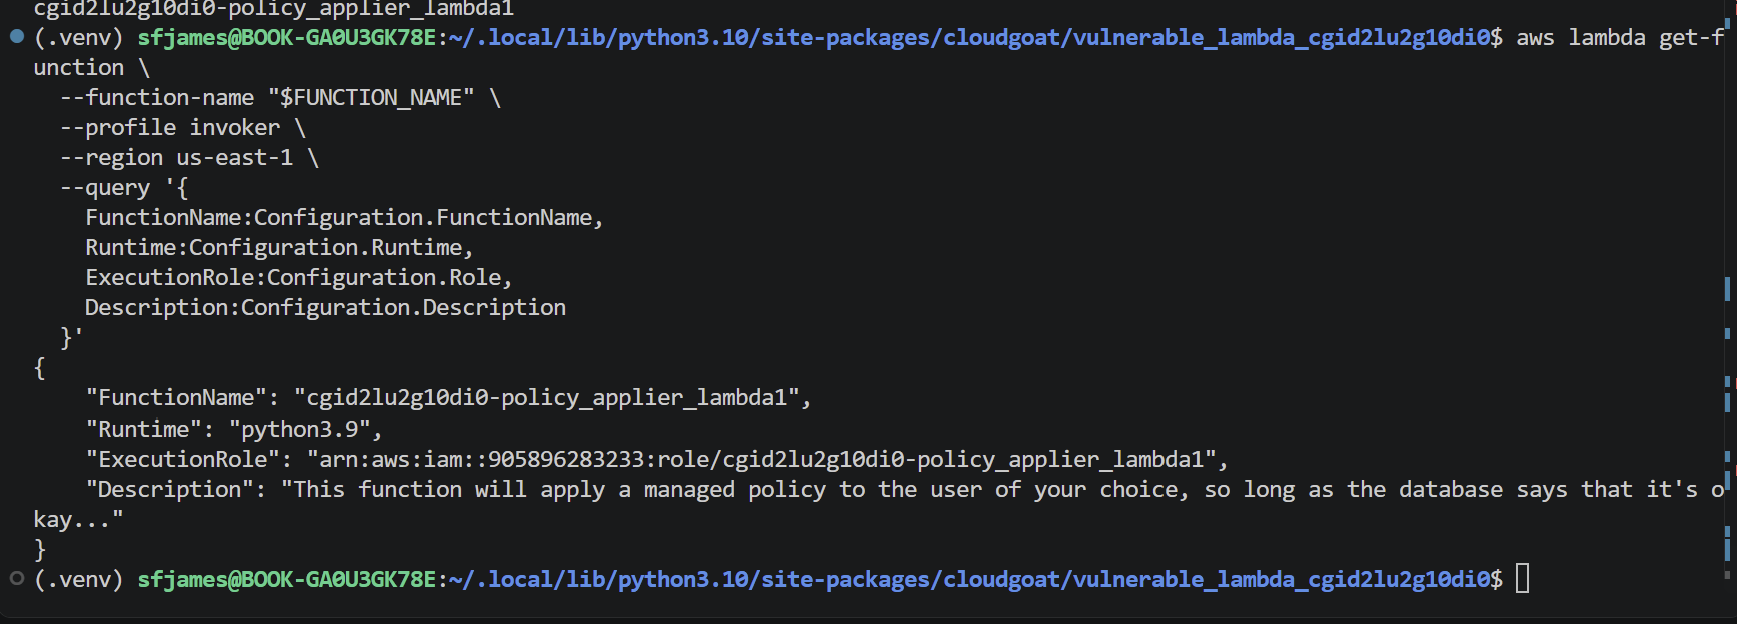 cgid2lu2g10di0-policy_applier_lambda1
(.venv) sfjames@BOOK-GA0U3GK78E:~/.local/lib/python3.10/site-packages/cloudgoat/vulnerable_lambda_cgid2lu2g10di0$ aws lambda get-f
unction \
  --function-name "$FUNCTION_NAME" \
  --profile invoker \
  --region us-east-1 \
  --query '{
    FunctionName:Configuration.FunctionName,
    Runtime:Configuration.Runtime,
    ExecutionRole:Configuration.Role,
    Description:Configuration.Description
  }'
{
    "FunctionName": "cgid2lu2g10di0-policy_applier_lambda1",
    "Runtime": "python3.9",
    "ExecutionRole": "arn:aws:iam::905896283233:role/cgid2lu2g10di0-policy_applier_lambda1",
    "Description": "This function will apply a managed policy to the user of your choice, so long as the database says that it's o
kay..."
}
(.venv) sfjames@BOOK-GA0U3GK78E:~/.local/lib/python3.10/site-packages/cloudgoat/vulnerable_lambda_cgid2lu2g10di0$